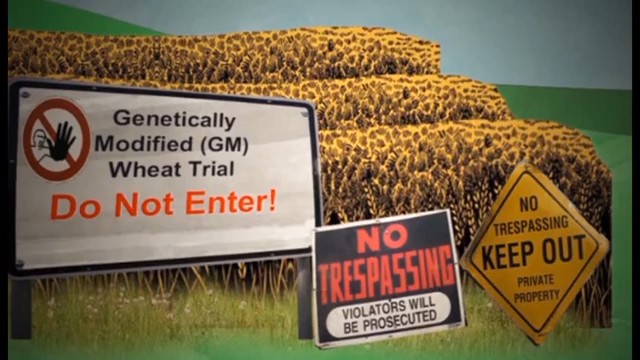 Genetically
Modified (GM)
Wheat Trial
Do Not Enter!
NO
TRESPASSING
VIOLATORS WILL
BE PROSECUTED
NO
TRESPASSING
KEEP OUT
PRIVATE
PROPERTY